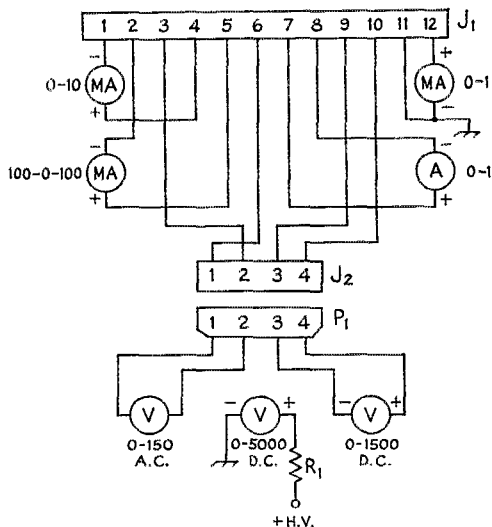 1 2 3 4 5 6 7 8 9 10 11 12 J1
- +
0-10 MA MA 0-1
+ -
- -
100-0-100 MA A 0-1
+ +
1 2 3 4 J2
1 2 3 4 P1
- + - +
V V V
0-150 0-5000 0-1500
A.C. D.C. D.C.
R1
+ H.V.